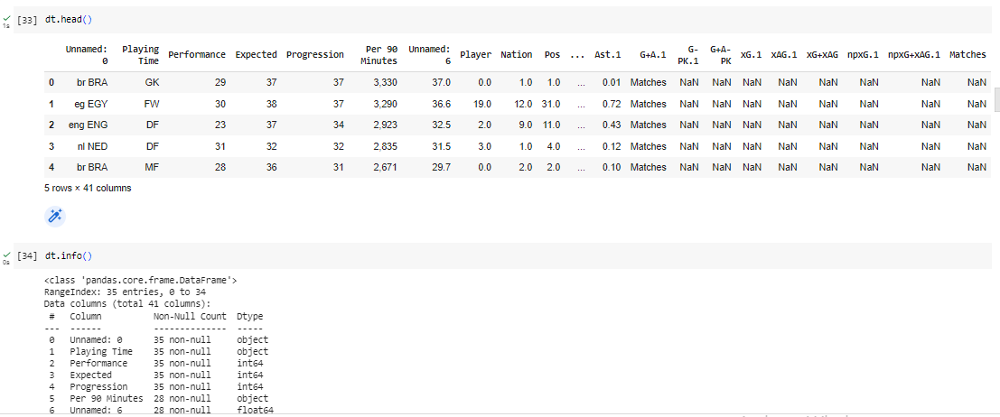 [33] dt.head()
1s
Unnamed: 0 Playing Time Performance Expected Progression Per 90 Minutes Unnamed: 6 Player Nation Pos ... Ast.1 G+A.1 G-PK.1 G+A-PK xG.1 xAG.1 xG+xAG npxG.1 npxG+xAG.1 Matches
0 br BRA GK 29 37 37 3,330 37.0 0.0 1.0 1.0 ... 0.01 Matches NaN NaN NaN NaN NaN NaN NaN NaN
1 eg EGY FW 30 38 37 3,290 36.6 19.0 12.0 31.0 ... 0.72 Matches NaN NaN NaN NaN NaN NaN NaN NaN
2 eng ENG DF 23 37 34 2,923 32.5 2.0 9.0 11.0 ... 0.43 Matches NaN NaN NaN NaN NaN NaN NaN NaN
3 nl NED DF 31 32 32 2,835 31.5 3.0 1.0 4.0 ... 0.12 Matches NaN NaN NaN NaN NaN NaN NaN NaN
4 br BRA MF 28 36 31 2,671 29.7 0.0 2.0 2.0 ... 0.10 Matches NaN NaN NaN NaN NaN NaN NaN NaN
5 rows × 41 columns
[34] dt.info()
0s
<class 'pandas.core.frame.DataFrame'>
RangeIndex: 35 entries, 0 to 34
Data columns (total 41 columns):
# Column Non-Null Count Dtype
--- ------ -------------- -----
0 Unnamed: 0 35 non-null object
1 Playing Time 35 non-null object
2 Performance 35 non-null int64
3 Expected 35 non-null int64
4 Progression 35 non-null int64
5 Per 90 Minutes 28 non-null object
6 Unnamed: 6 28 non-null float64